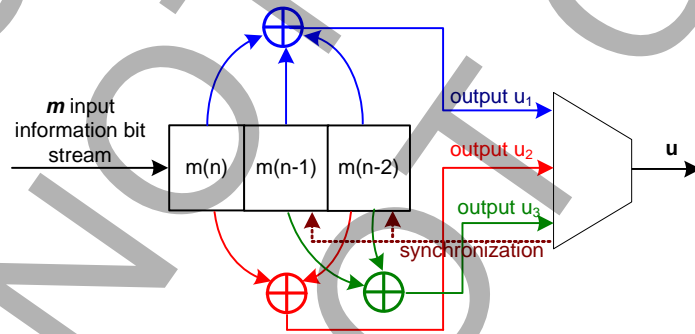 m input
information bit
stream
m(n)
m(n-1)
m(n-2)
output u1
output u2
output u3
synchronization
u